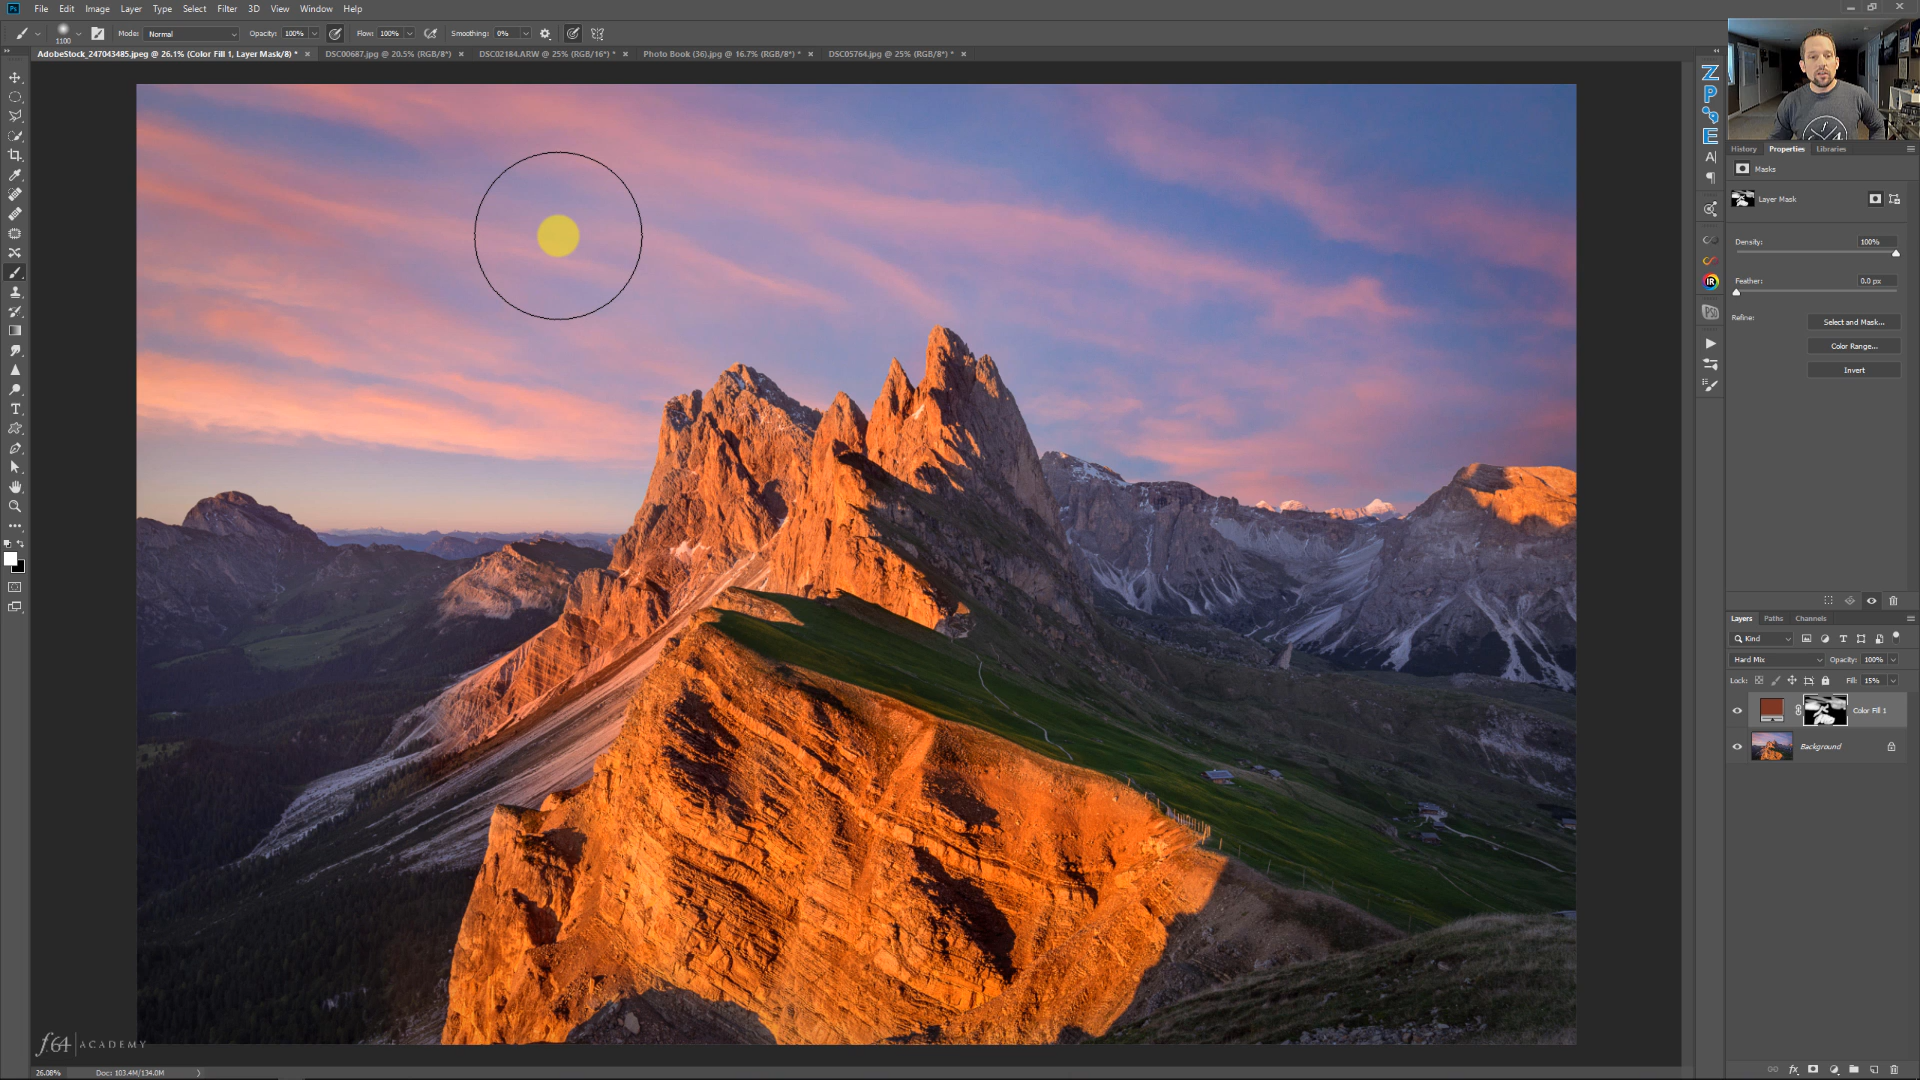 Ps File Edit Image Layer Type Select Filter 3D View Window Help
1100 Mode: Normal Opacity: 100% Flow: 100% Smoothing: 0%
AdobeStock_247043485.jpeg @ 26.1% (Color Fill 1, Layer Mask/8) * × DSC00687.jpg @ 20.5% (RGB/8*) × DSC02184.ARW @ 25% (RGB/16*) * × Photo Book (36).jpg @ 16.7% (RGB/8*) * × DSC05764.jpg @ 25% (RGB/8*) * ×
Z
P
E
A|
IR
History Properties Libraries
Masks
Layer Mask
Density: 100%
Feather: 0.0 px
Refine: Select and Mask...
Color Range...
Invert
Layers Paths Channels
Kind
Hard Mix Opacity: 100%
Lock: Fill: 15%
Color Fill 1
Background
f64 ACADEMY
26.08% Doc: 103.4M/134.0M
fx